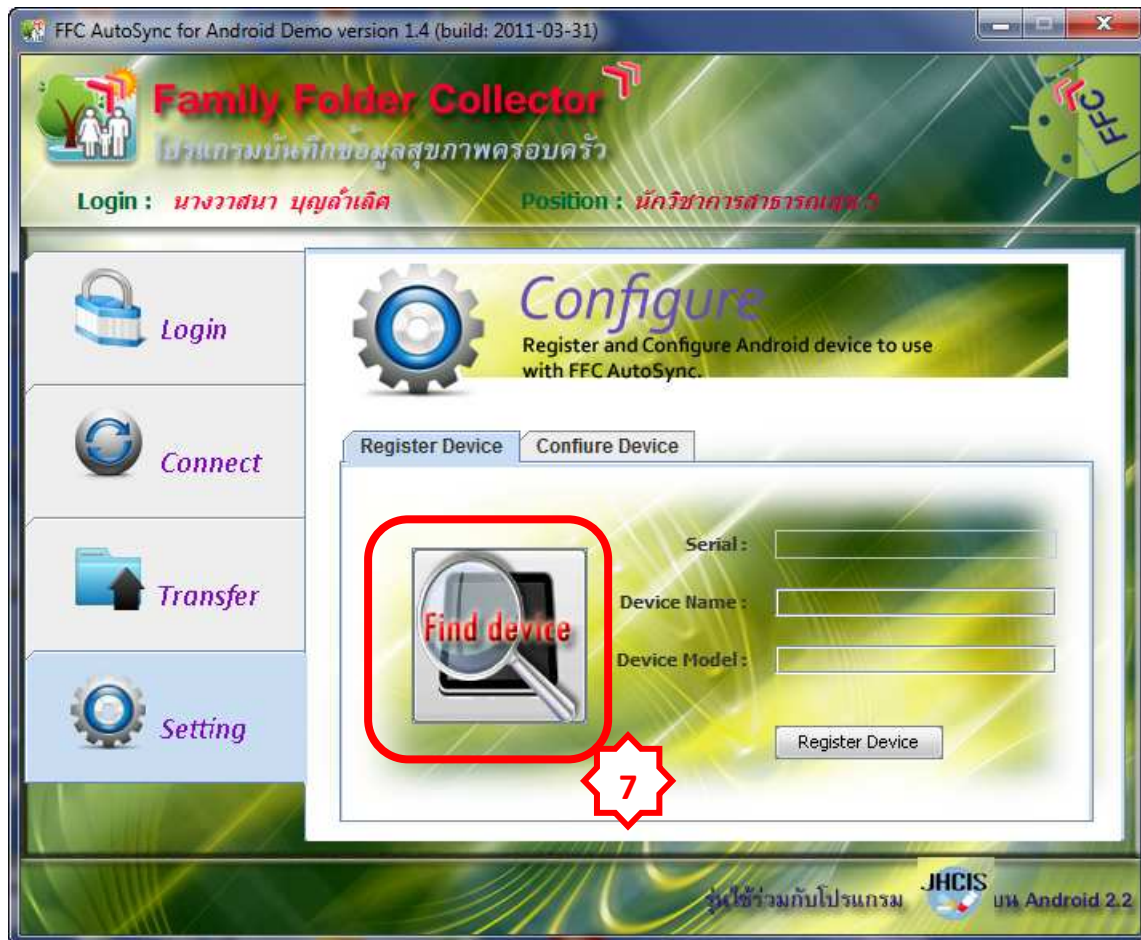 FFC AutoSync for Android Demo version 1.4 (build: 2011-03-31)
Family Folder Collector
โปรแกรมบันทึกข้อมูลสุขภาพครอบครัว
FFC
Login : นางวาสนา บุญล้ำเลิศ Position : นักวิชาการสาธารณสุข
Login
Connect
Transfer
Setting
Configure
Register and Configure Android device to use
with FFC AutoSync.
Register Device Confiure Device
Find device
Serial :
Device Name :
Device Model :
Register Device
7
รุ่นใช้ร่วมกับโปรแกรม JHCIS บน Android 2.2